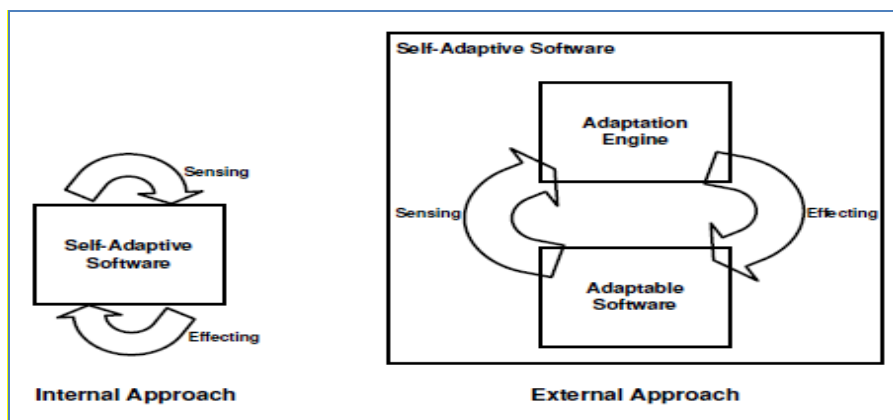 Sensing
Self-Adaptive
Software
Effecting
Internal Approach
Self-Adaptive Software
Adaptation
Engine
Sensing
Effecting
Adaptable
Software
External Approach